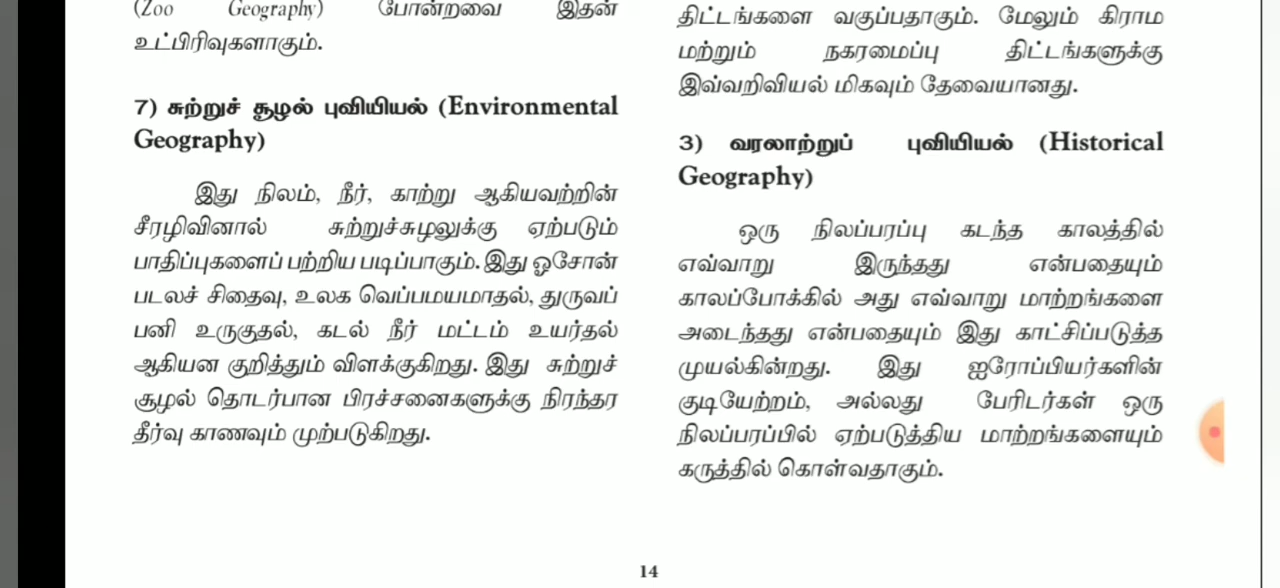 (Zoo Geography) போன்றவை இதன்
உட்பிரிவுகளாகும்.
7) சுற்றுச் சூழல் புவியியல் (Environmental
Geography)
இது நிலம், நீர், காற்று ஆகியவற்றின்
சீரழிவினால் சுற்றுச்சுழலுக்கு ஏற்படும்
பாதிப்புகளைப் பற்றிய படிப்பாகும். இது ஓசோன்
படலச் சிதைவு, உலக வெப்பமயமாதல், துருவப்
பனி உருகுதல், கடல் நீர் மட்டம் உயர்தல்
ஆகியன குறித்தும் விளக்குகிறது. இது சுற்றுச்
சூழல் தொடர்பான பிரச்சனைகளுக்கு நிரந்தர
தீர்வு காணவும் முற்படுகிறது.
திட்டங்களை வகுப்பதாகும். மேலும் கிராம
மற்றும் நகரமைப்பு திட்டங்களுக்கு
இவ்வறிவியல் மிகவும் தேவையானது.
3) வரலாற்றுப் புவியியல் (Historical
Geography)
ஒரு நிலப்பரப்பு கடந்த காலத்தில்
எவ்வாறு இருந்தது என்பதையும்
காலப்போக்கில் அது எவ்வாறு மாற்றங்களை
அடைந்தது என்பதையும் இது காட்சிப்படுத்த
முயல்கின்றது. இது ஐரோப்பியர்களின்
குடியேற்றம், அல்லது பேரிடர்கள் ஒரு
நிலப்பரப்பில் ஏற்படுத்திய மாற்றங்களையும்
கருத்தில் கொள்வதாகும்.
14